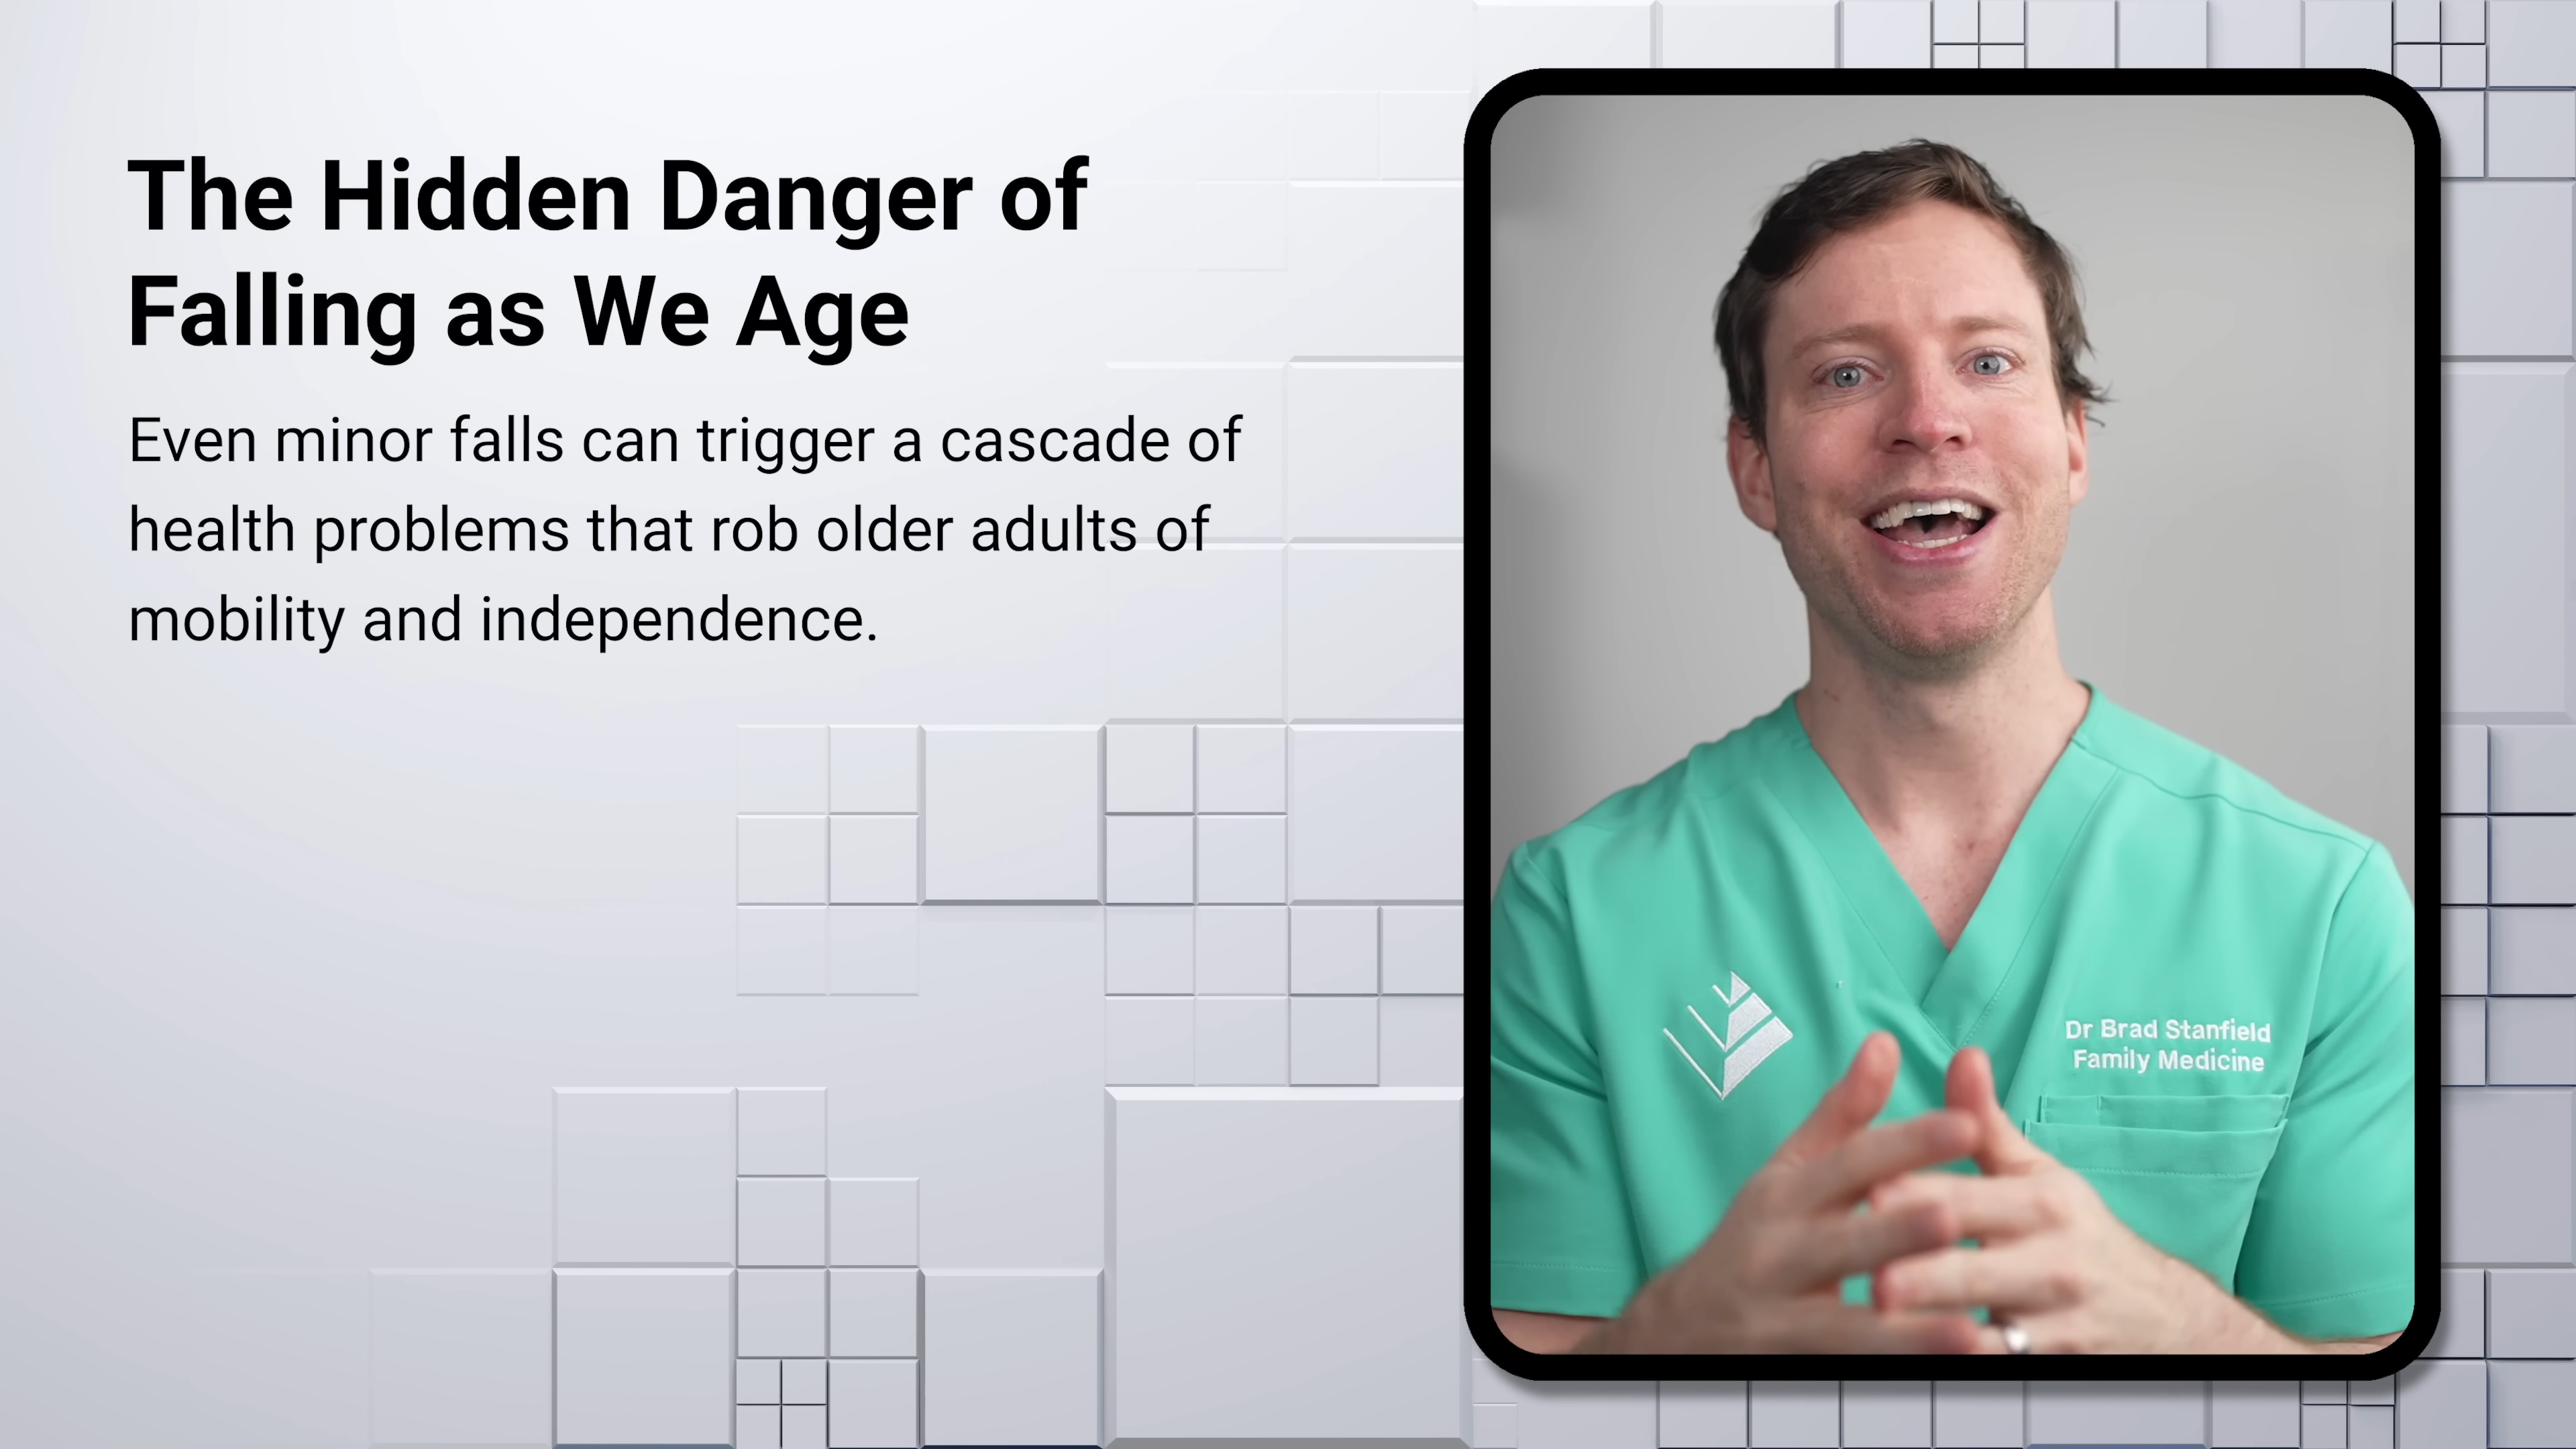 The Hidden Danger of
Falling as We Age
Even minor falls can trigger a cascade of
health problems that rob older adults of
mobility and independence.
Dr Brad Stanfield
Family Medicine